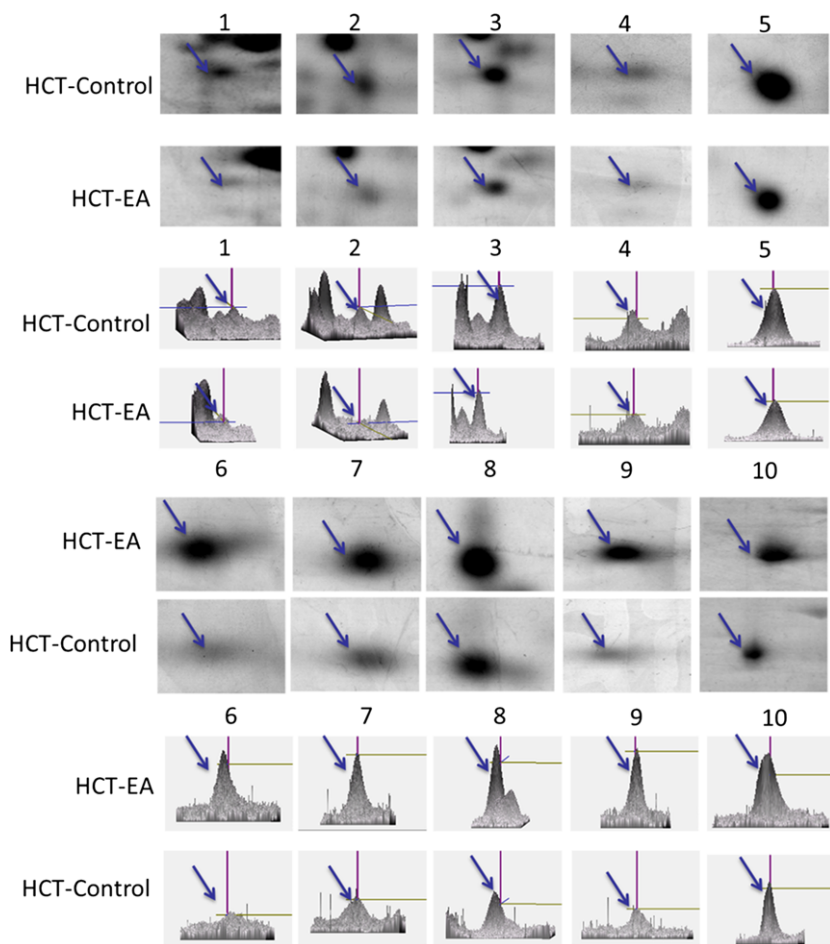 1 2 3 4 5
HCT-Control
HCT-EA
1 2 3 4 5
HCT-Control
HCT-EA
6 7 8 9 10
HCT-EA
HCT-Control
6 7 8 9 10
HCT-EA
HCT-Control